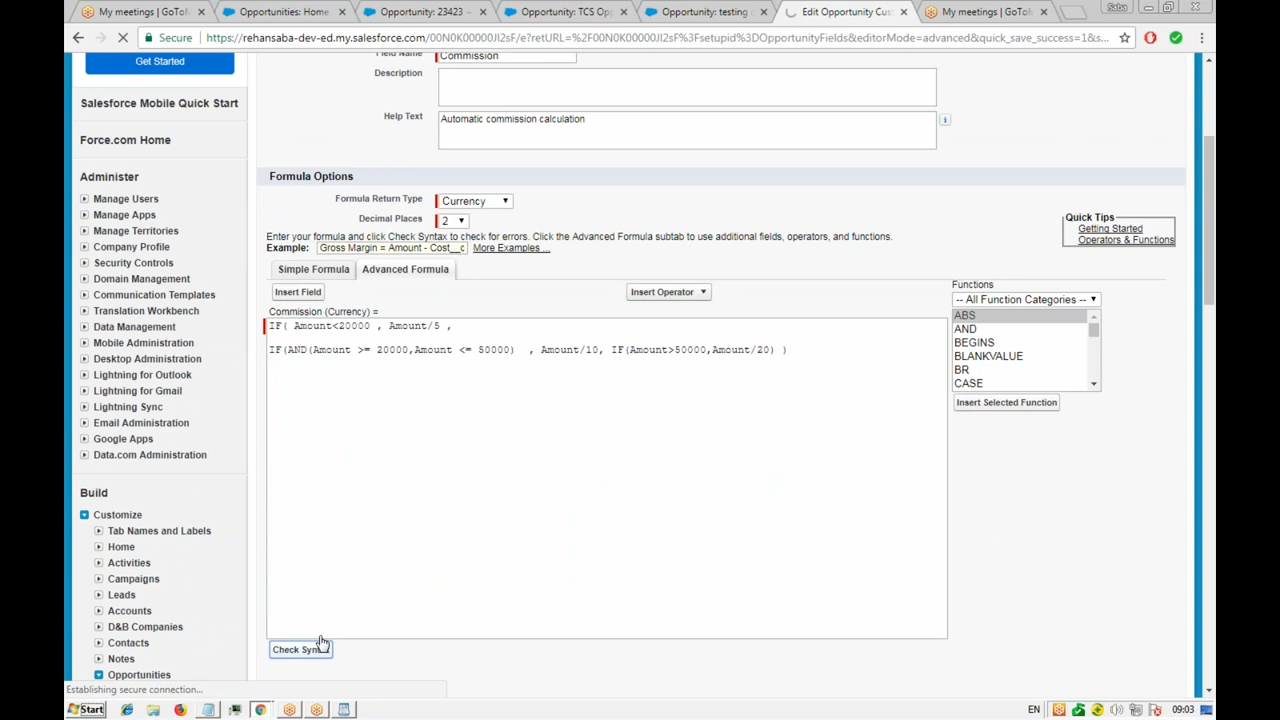 My meetings | GoToM
Opportunities: Home
Opportunity: 23423 ~
Opportunity: TCS Opp
Opportunity: testing c
Edit Opportunity Cus
My meetings | GoToM
Saba
Secure
https://rehansaba-dev-ed.my.salesforce.com/00N0K00000JI2sF/e?retURL=%2F00N0K00000JI2sF%3Fsetupid%3DOpportunityFields&editorMode=advanced&quick_save_success=1&s...
Get Started
Salesforce Mobile Quick Start
Force.com Home
Administer
Manage Users
Manage Apps
Manage Territories
Company Profile
Security Controls
Domain Management
Communication Templates
Translation Workbench
Data Management
Mobile Administration
Desktop Administration
Lightning for Outlook
Lightning for Gmail
Lightning Sync
Email Administration
Google Apps
Data.com Administration
Build
Customize
Tab Names and Labels
Home
Activities
Campaigns
Leads
Accounts
D&B Companies
Contacts
Notes
Opportunities
Field Name
Commission
Description
Help Text
Automatic commission calculation
Formula Options
Formula Return Type
Currency
Decimal Places
2
Enter your formula and click Check Syntax to check for errors. Click the Advanced Formula subtab to use additional fields, operators, and functions.
Example: Gross Margin = Amount - Cost__c More Examples ...
Quick Tips
Getting Started
Operators & Functions
Simple Formula
Advanced Formula
Insert Field
Insert Operator
Commission (Currency) =
IF( Amount<20000 , Amount/5 ,
IF(AND(Amount >= 20000,Amount <= 50000) , Amount/10, IF(Amount>50000,Amount/20) )
Functions
-- All Function Categories --
ABS
AND
BEGINS
BLANKVALUE
BR
CASE
Insert Selected Function
Check Synta
Establishing secure connection...
Start
EN
09:03